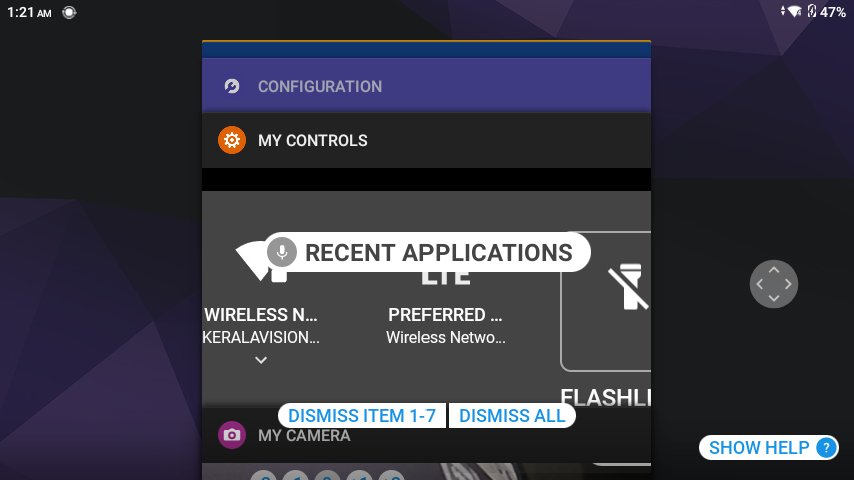 1:21 AM
47%
CONFIGURATION
MY CONTROLS
RECENT APPLICATIONS
LTE
WIRELESS N...
PREFERRED ...
KERALAVISION...
Wireless Netwo...
FLASHLI
DISMISS ITEM 1-7
DISMISS ALL
MY CAMERA
SHOW HELP ?